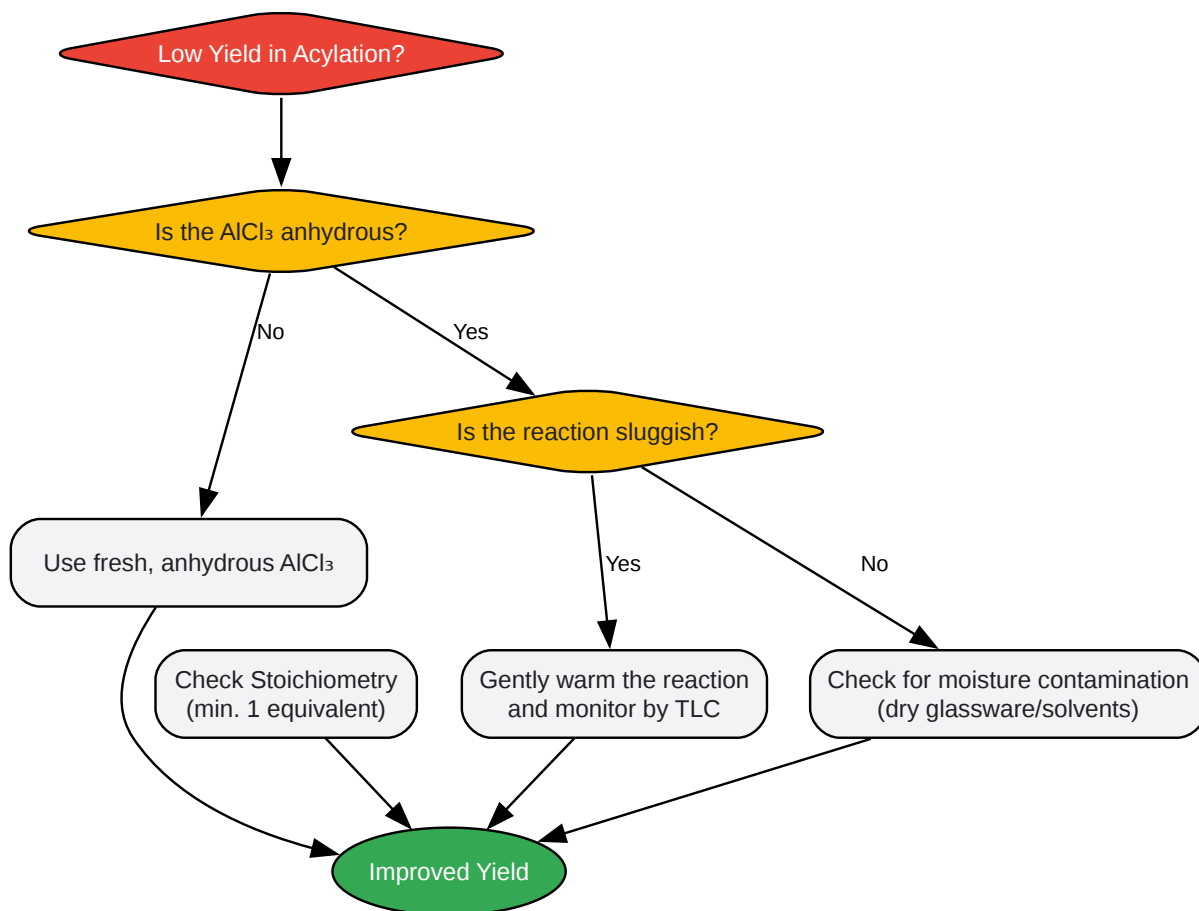 Low Yield in Acylation?
Is the AlCl₃ anhydrous?
No
Yes
Is the reaction sluggish?
Use fresh, anhydrous AlCl₃
Yes
No
Check Stoichiometry
(min. 1 equivalent)
Gently warm the reaction
and monitor by TLC
Check for moisture contamination
(dry glassware/solvents)
Improved Yield